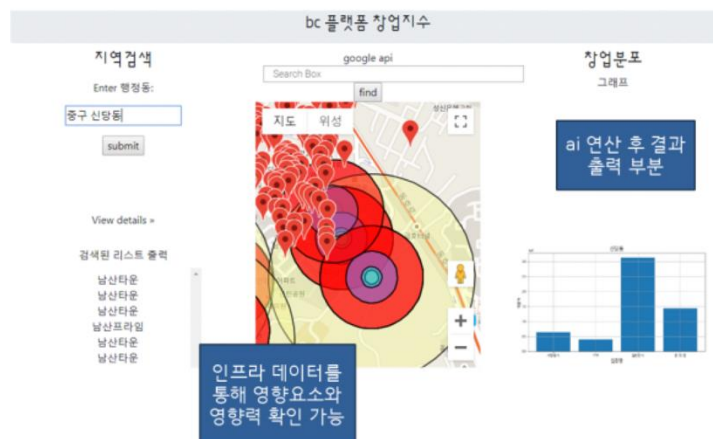 bc 플랫폼 창업지수
지역검색
Enter 행정동:
중구 신당동
submit
View details »
검색된 리스트 출력
남산타운
남산타운
남산타운
남산프라임
남산타운
남산타운
google api
Search Box
find
지도
위성
인프라 데이터를
통해 영향요소와
영향력 확인 가능
창업분포
그래프
ai 연산 후 결과
출력 부분
신당동